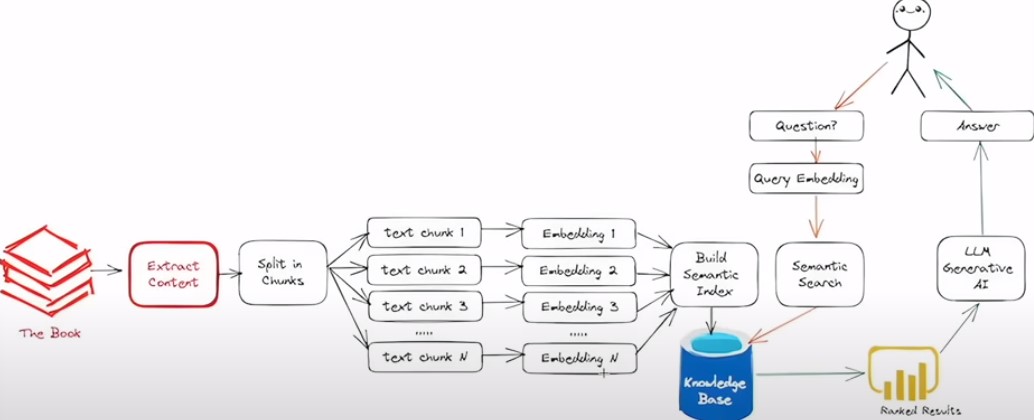 Question?
Answer
Query Embedding
The Book
Extract
Content
Split in
Chunks
text chunk 1
text chunk 2
text chunk 3
.....
text chunk N
Embedding 1
Embedding 2
Embedding 3
.....
Embedding N
Build
Semantic
Index
Semantic
Search
LLM
Generative
AI
Knowledge
Base
Ranked Results